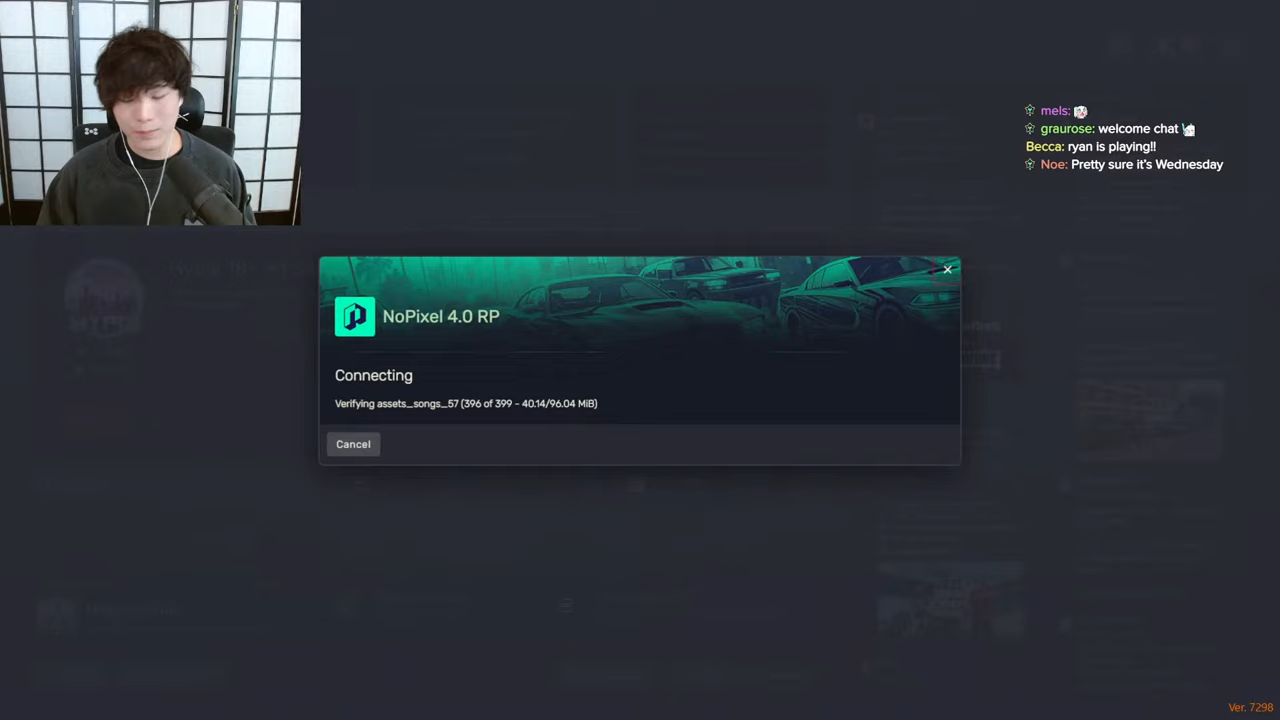 mels:
graurose: welcome chat
Becca: ryan is playing!!
Noe: Pretty sure it's Wednesday
NoPixel 4.0 RP
Connecting
Verifying assets_songs_57 (396 of 399 - 40.14/96.04 MiB)
Cancel
Ver. 7298